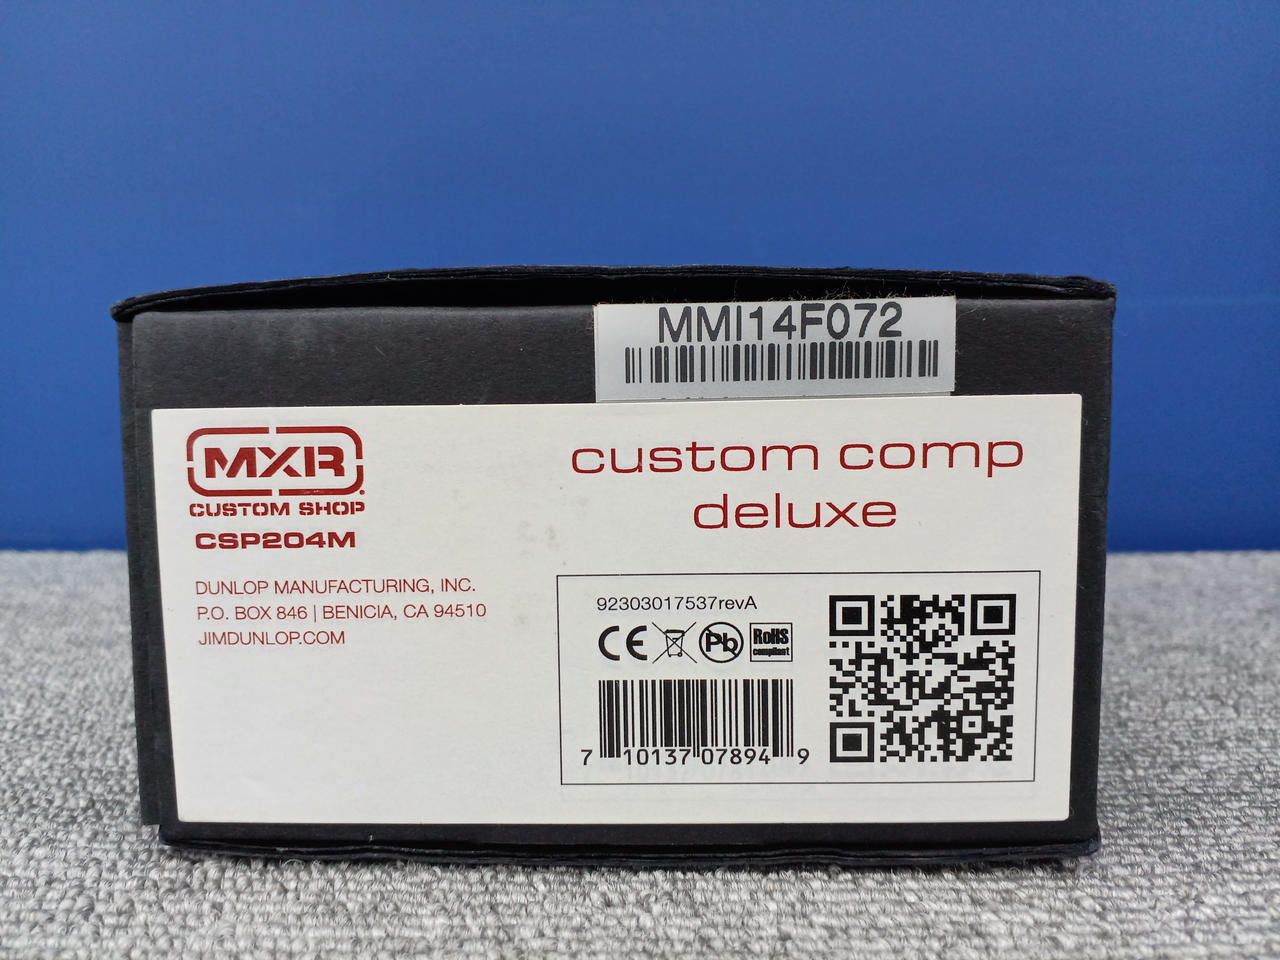 MMI14F072
MXR
CUSTOM SHOP
CSP204M
custom comp
deluxe
DUNLOP MANUFACTURING, INC.
P.O. BOX 846 | BENICIA, CA 94510
JIMDUNLOP.COM
92303017537revA
CE Pb RoHS
compliant
7 10137 07894 9